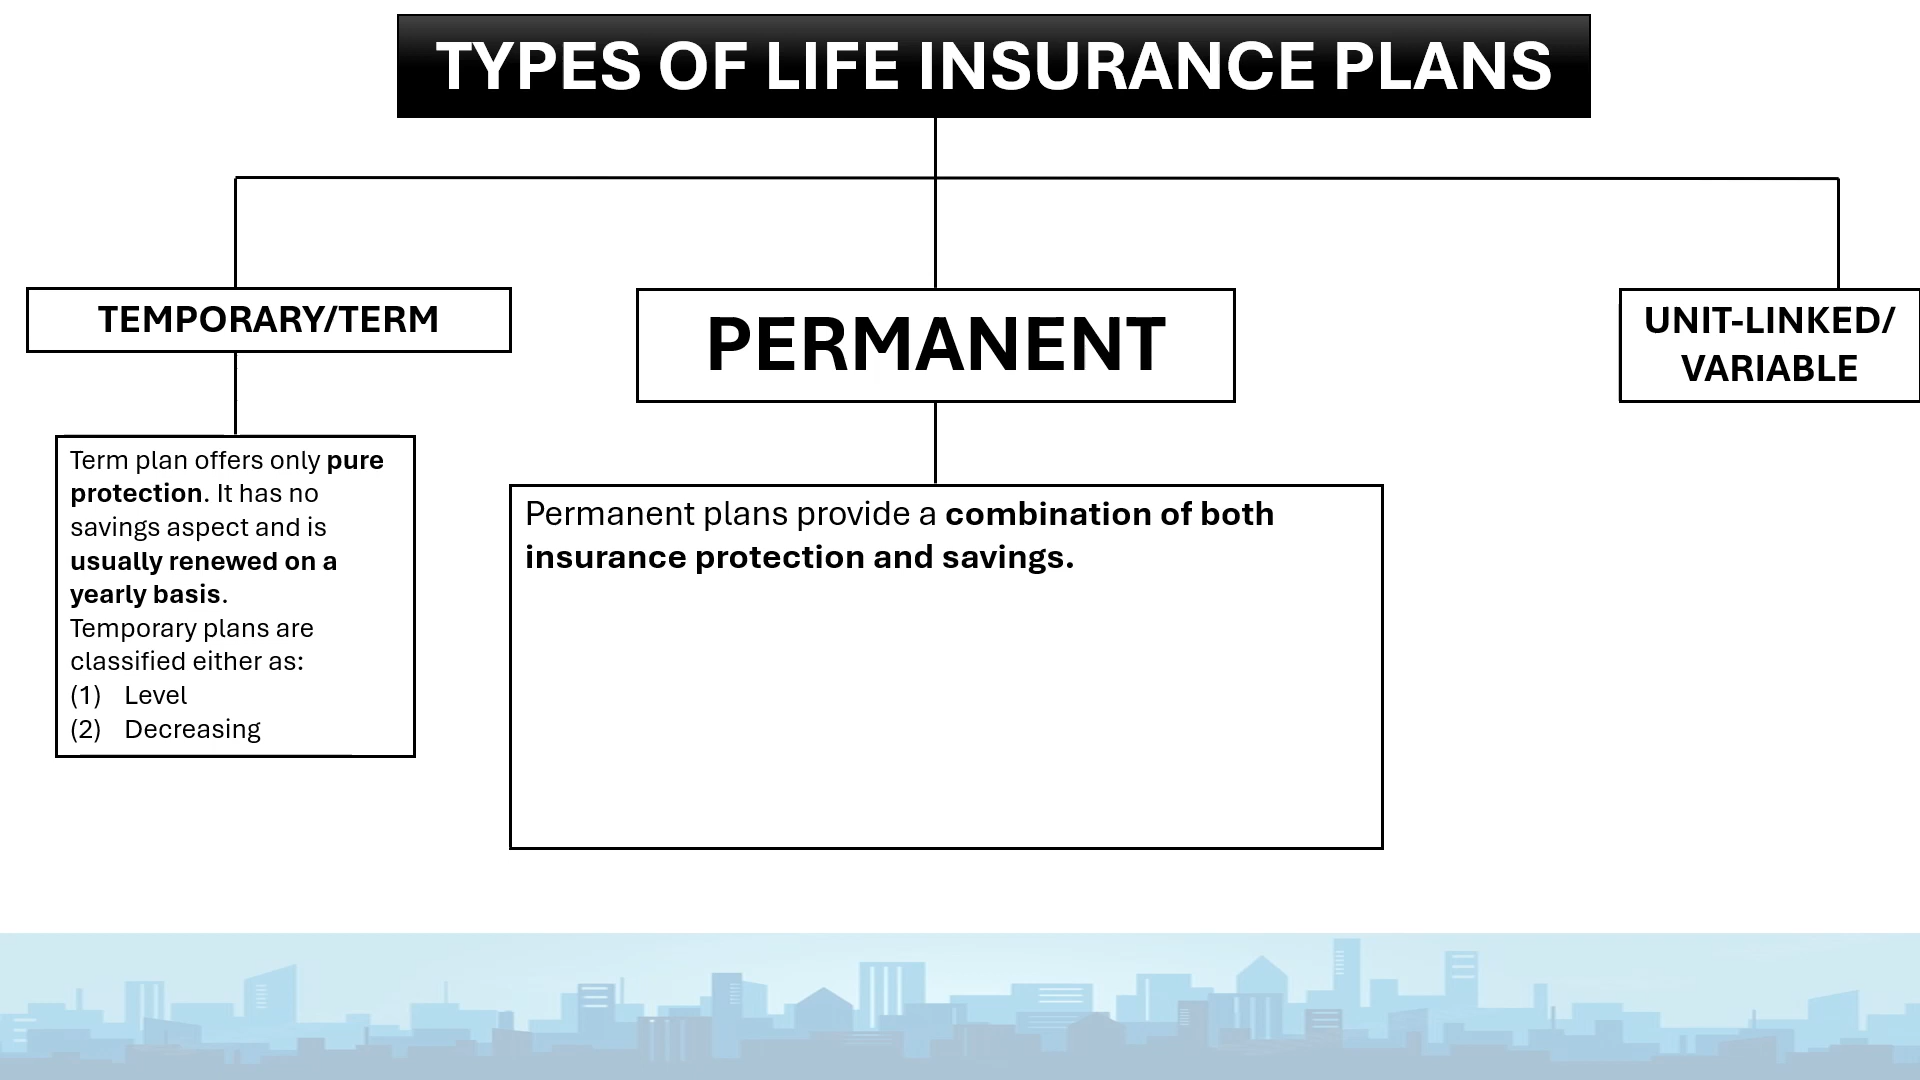 TYPES OF LIFE INSURANCE PLANS
TEMPORARY/TERM
Term plan offers only pure
protection. It has no
savings aspect and is
usually renewed on a
yearly basis.
Temporary plans are
classified either as:
(1) Level
(2) Decreasing
PERMANENT
Permanent plans provide a combination of both
insurance protection and savings.
UNIT-LINKED/
VARIABLE